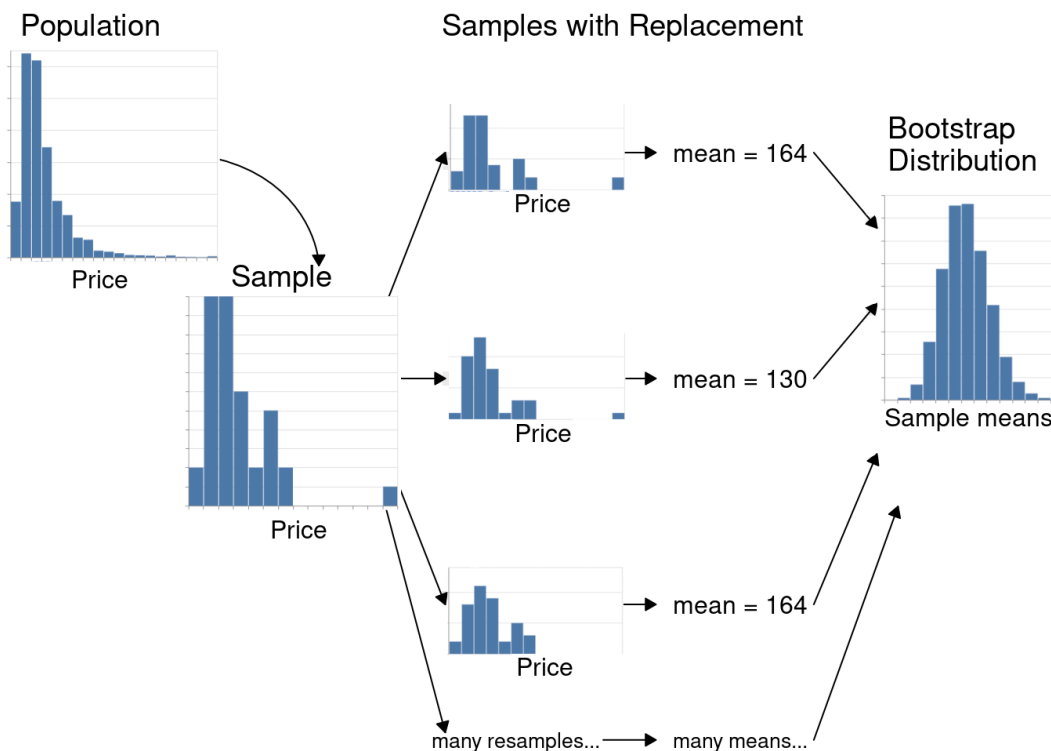 Population
Samples with Replacement
Price
Sample
Price
Price
mean = 164
Price
mean = 130
Price
mean = 164
many resamples...
many means...
Bootstrap
Distribution
Sample means